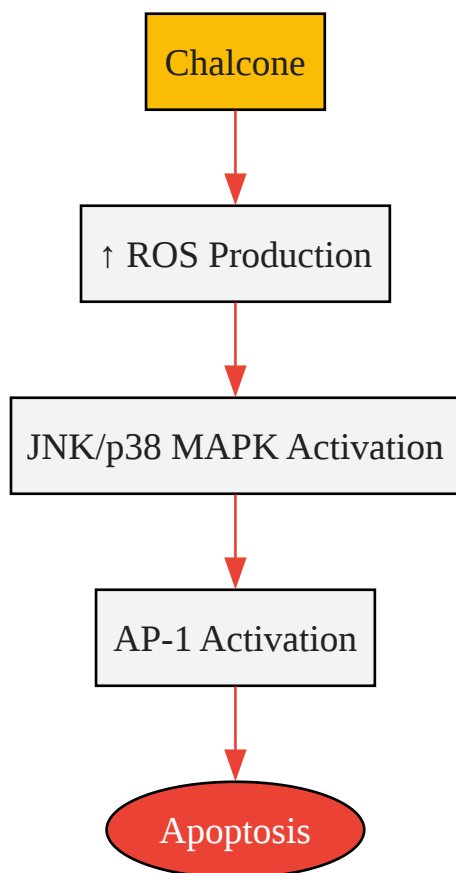 Chalcone
↑ ROS Production
JNK/p38 MAPK Activation
AP-1 Activation
Apoptosis